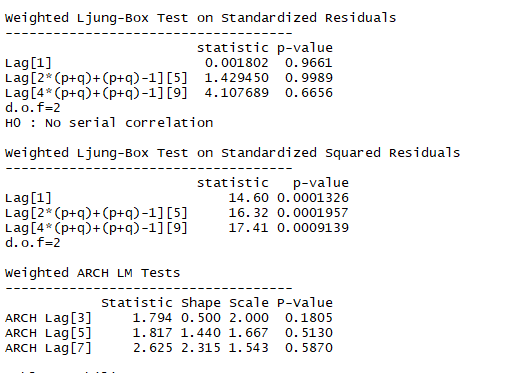 Weighted Ljung-Box Test on Standardized Residuals
------------------------------------
statistic p-value
Lag[1] 0.001802 0.9661
Lag[2*(p+q)+(p+q)-1][5] 1.429450 0.9989
Lag[4*(p+q)+(p+q)-1][9] 4.107689 0.6656
d.o.f=2
H0 : No serial correlation
Weighted Ljung-Box Test on Standardized Squared Residuals
------------------------------------
statistic p-value
Lag[1] 14.60 0.0001326
Lag[2*(p+q)+(p+q)-1][5] 16.32 0.0001957
Lag[4*(p+q)+(p+q)-1][9] 17.41 0.0009139
d.o.f=2
Weighted ARCH LM Tests
------------------------------------
Statistic Shape Scale P-Value
ARCH Lag[3] 1.794 0.500 2.000 0.1805
ARCH Lag[5] 1.817 1.440 1.667 0.5130
ARCH Lag[7] 2.625 2.315 1.543 0.5870